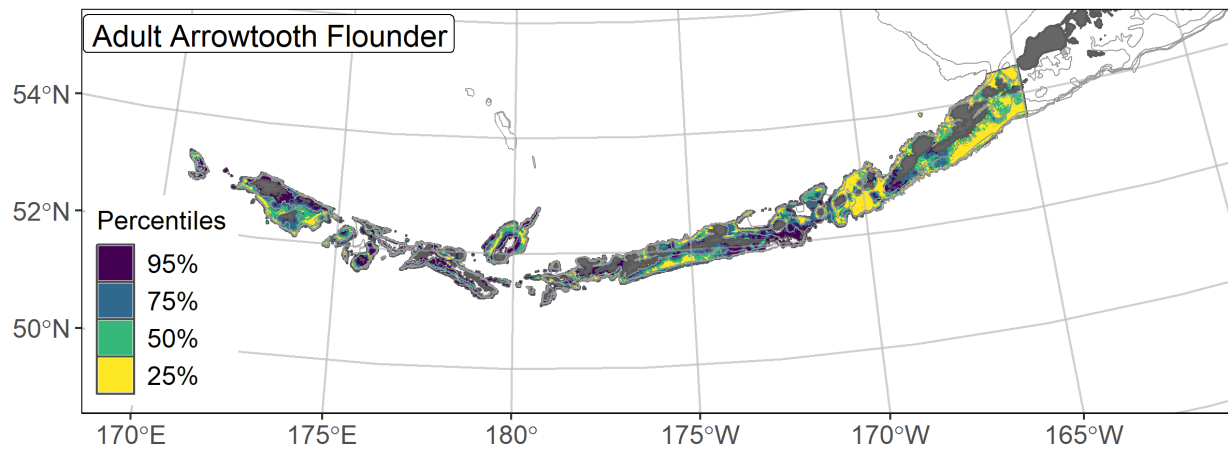 Adult Arrowtooth Flounder
54°N
52°N
50°N
Percentiles
95%
75%
50%
25%
170°E
175°E
180°
175°W
170°W
165°W